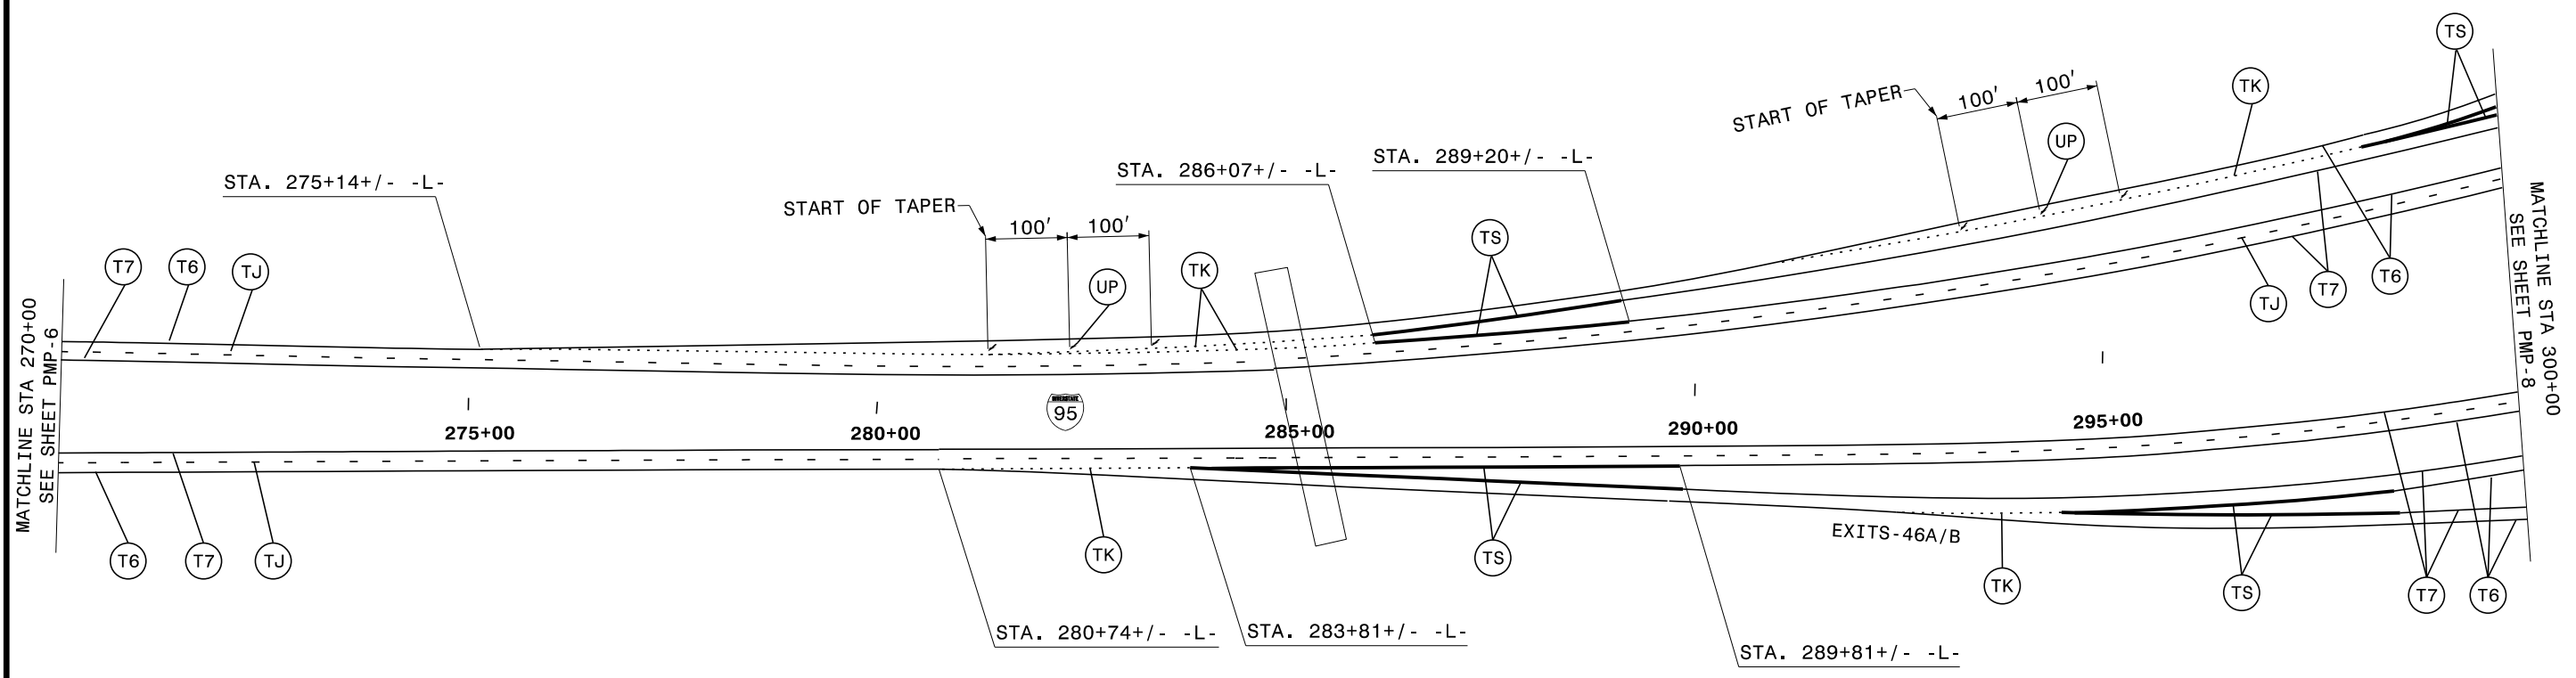 TS
100'
100'
TK
START OF TAPER
UP
STA. 289+20+/- -L-
STA. 286+07+/- -L-
STA. 275+14+/- -L-
START OF TAPER
100'
100'
TS
T7
T6
TJ
UP
TK
TJ
T7
T6
MATCHLINE STA 270+00
SEE SHEET PMP-6
MATCHLINE STA 300+00
SEE SHEET PMP-8
INTERSTATE
95
275+00
280+00
285+00
290+00
295+00
EXITS-46A/B
T6
T7
TJ
TK
TS
TK
TS
T7
T6
STA. 280+74+/- -L-
STA. 283+81+/- -L-
STA. 289+81+/- -L-